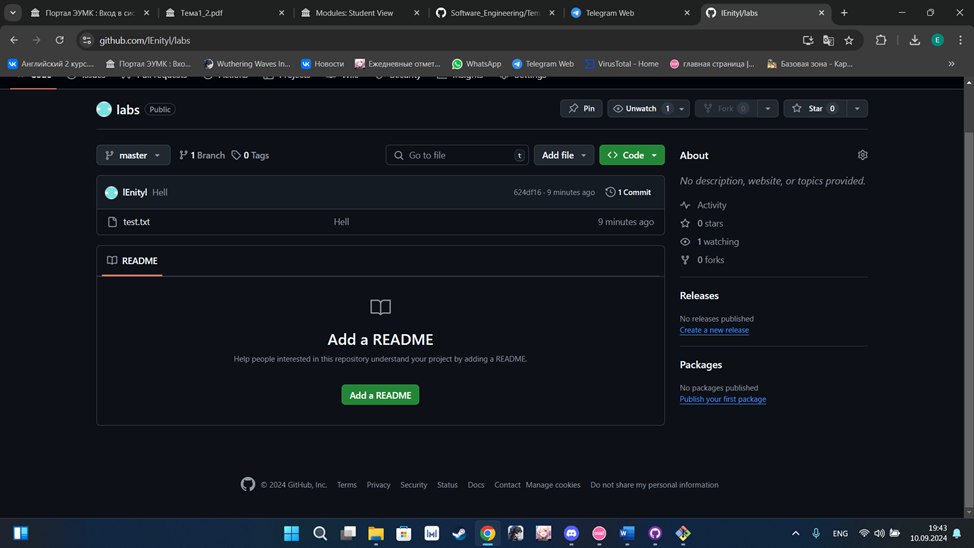 Портал ЭУМК : Вход в сис
Тема1_2.pdf
Modules: Student View
Software_Engineering/Тем
Telegram Web
lEnityl/labs
github.com/lEnityl/labs
E
Английский 2 курс....
Портал ЭУМК : Вхо...
Wuthering Waves In...
Новости
Ежедневные отмет...
WhatsApp
Telegram Web
VirusTotal - Home
главная страница |...
Базовая зона - Кар...
labs
Public
Pin
Unwatch 1
Fork 0
Star 0
master
1 Branch
0 Tags
Go to file
t
Add file
Code
About
No description, website, or topics provided.
lEnityl Hell
624df16 · 9 minutes ago
1 Commit
test.txt
Hell
9 minutes ago
Activity
0 stars
1 watching
0 forks
README
Add a README
Help people interested in this repository understand your project by adding a README.
Add a README
Releases
No releases published
Create a new release
Packages
No packages published
Publish your first package
© 2024 GitHub, Inc.
Terms
Privacy
Security
Status
Docs
Contact
Manage cookies
Do not share my personal information
ENG
19:43
10.09.2024